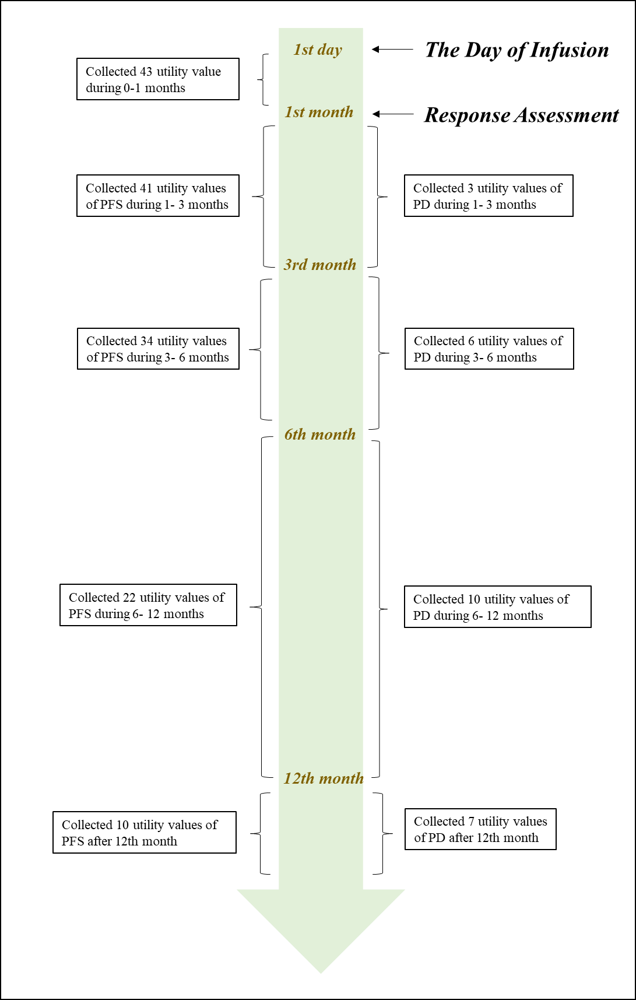 1st day
The Day of Infusion
Collected 43 utility value
during 0-1 months
1st month
Response Assessment
Collected 41 utility values
of PFS during 1- 3 months
Collected 3 utility values of
PD during 1- 3 months
3rd month
Collected 34 utility values
of PFS during 3- 6 months
Collected 6 utility values of
PD during 3- 6 months
6th month
Collected 22 utility values of
PFS during 6- 12 months
Collected 10 utility values of
PD during 6- 12 months
12th month
Collected 10 utility values of
PFS after 12th month
Collected 7 utility values
of PD after 12th month